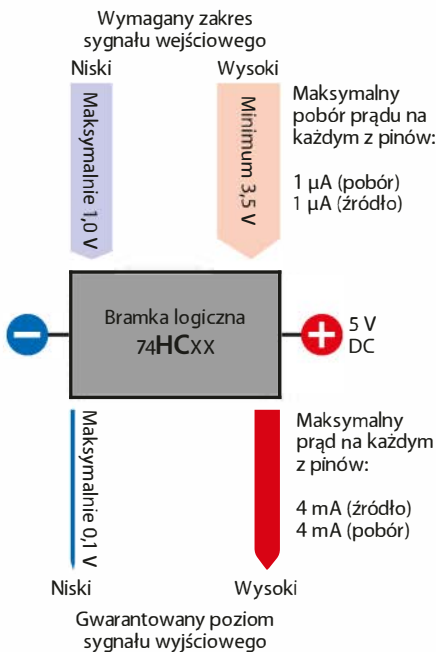 Wymagany zakres
sygnału wejściowego
Niski
Wysoki
Maksymalnie 1,0 V
Minimum 3,5 V
Maksymalny
pobór prądu na
każdym z pinów:
1 µA (pobór)
1 µA (źródło)
Bramka logiczna
74HCXX
5 V
DC
Maksymalnie 0,1 V
Maksymalny
prąd na każdym
z pinów:
4 mA (źródło)
4 mA (pobór)
Niski
Wysoki
Gwarantowany poziom
sygnału wyjściowego